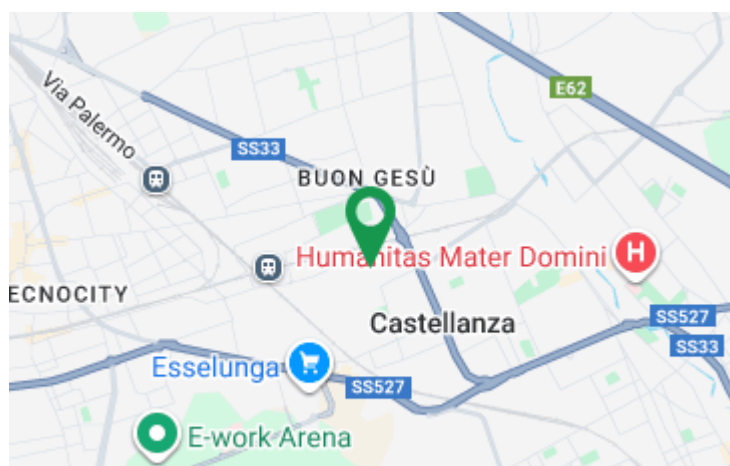 Via Palermo
E62
SS33
BUON GESÙ
Humanitas Mater Domini
H
ECNOCITY
Castellanza
SS527
SS33
Esselunga
SS527
E-work Arena